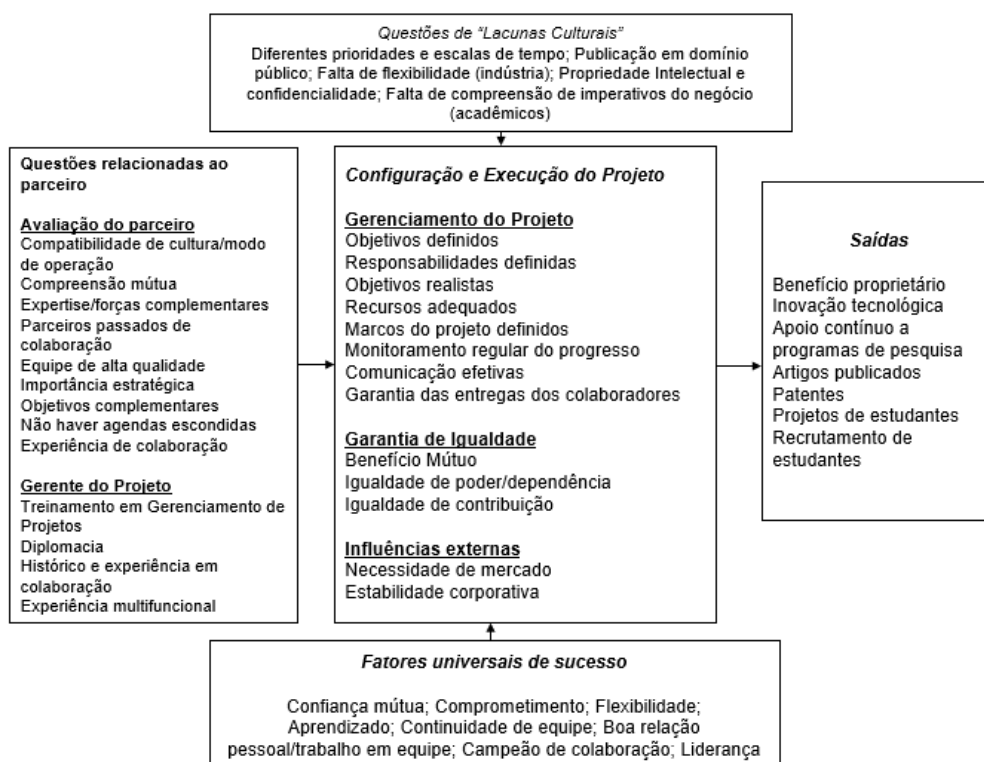 Questões de “Lacunas Culturais”
Diferentes prioridades e escalas de tempo; Publicação em domínio
público; Falta de flexibilidade (indústria); Propriedade Intelectual e
confidencialidade; Falta de compreensão de imperativos do negócio
(acadêmicos)
Questões relacionadas ao
parceiro
Avaliação do parceiro
Compatibilidade de cultura/modo
de operação
Compreensão mútua
Expertise/forças complementares
Parceiros passados de
colaboração
Equipe de alta qualidade
Importância estratégica
Objetivos complementares
Não haver agendas escondidas
Experiência de colaboração
Gerente do Projeto
Treinamento em Gerenciamento de
Projetos
Diplomacia
Histórico e experiência em
colaboração
Experiência multifuncional
Configuração e Execução do Projeto
Gerenciamento do Projeto
Objetivos definidos
Responsabilidades definidas
Objetivos realistas
Recursos adequados
Marcos do projeto definidos
Monitoramento regular do progresso
Comunicação efetivas
Garantia das entregas dos colaboradores
Garantia de Igualdade
Benefício Mútuo
Igualdade de poder/dependência
Igualdade de contribuição
Influências externas
Necessidade de mercado
Estabilidade corporativa
Saídas
Benefício proprietário
Inovação tecnológica
Apoio contínuo a
programas de pesquisa
Artigos publicados
Patentes
Projetos de estudantes
Recrutamento de
estudantes
Fatores universais de sucesso
Confiança mútua; Comprometimento; Flexibilidade;
Aprendizado; Continuidade de equipe; Boa relação
pessoal/trabalho em equipe; Campeão de colaboração; Liderança